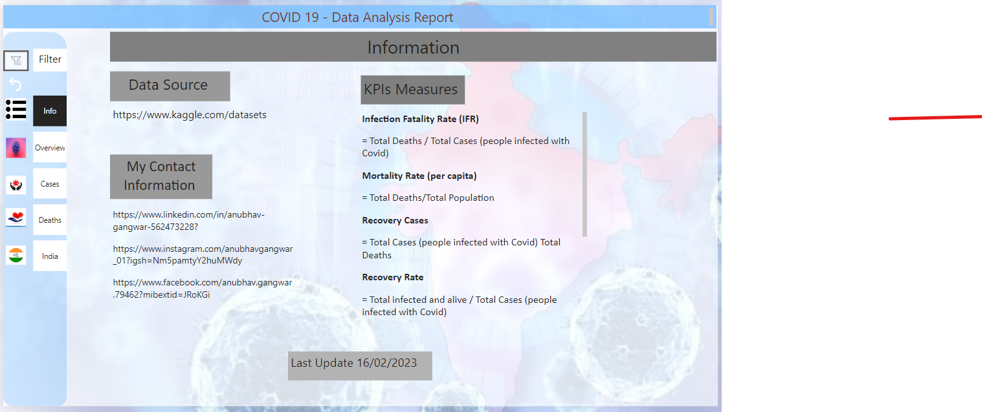 COVID 19 - Data Analysis Report
Information
Filter
Info
Overview
Cases
Deaths
India
Data Source
https://www.kaggle.com/datasets
My Contact
Information
https://www.linkedin.com/in/anubhav-
gangwar-562473228?
https://www.instagram.com/anubhavgangwar
_01?igsh=Nm5pamtyY2huMWdy
https://www.facebook.com/anubhav.gangwar
.79462?mibextid=JRoKGi
KPIs Measures
Infection Fatality Rate (IFR)
= Total Deaths / Total Cases (people infected with
Covid)
Mortality Rate (per capita)
= Total Deaths/Total Population
Recovery Cases
= Total Cases (people infected with Covid) Total
Deaths
Recovery Rate
= Total infected and alive / Total Cases (people
infected with Covid)
Last Update 16/02/2023